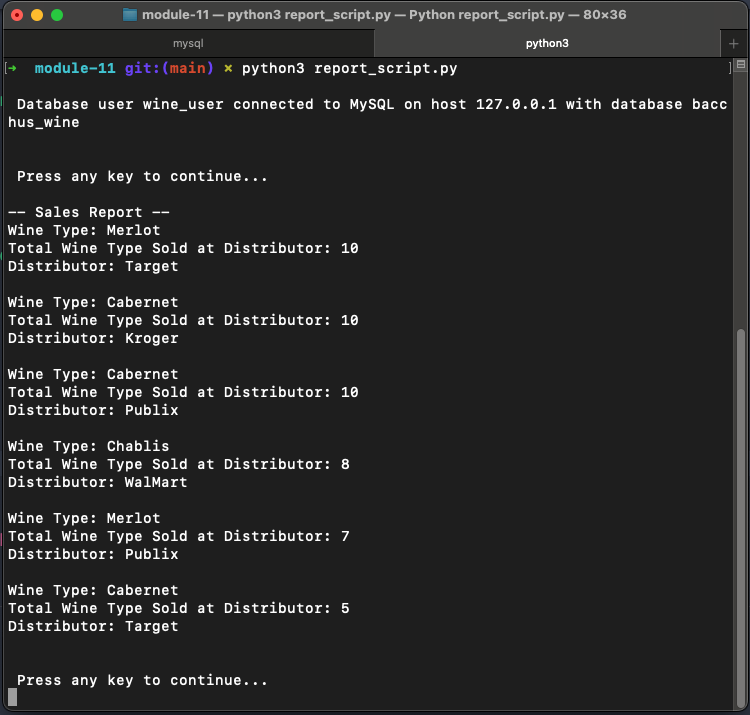 module-11 — python3 report_script.py — Python report_script.py — 80×36
mysql
python3
+
[➜ module-11 git:(main) × python3 report_script.py ]
Database user wine_user connected to MySQL on host 127.0.0.1 with database bacc
hus_wine
Press any key to continue...
-- Sales Report --
Wine Type: Merlot
Total Wine Type Sold at Distributor: 10
Distributor: Target
Wine Type: Cabernet
Total Wine Type Sold at Distributor: 10
Distributor: Kroger
Wine Type: Cabernet
Total Wine Type Sold at Distributor: 10
Distributor: Publix
Wine Type: Chablis
Total Wine Type Sold at Distributor: 8
Distributor: WalMart
Wine Type: Merlot
Total Wine Type Sold at Distributor: 7
Distributor: Publix
Wine Type: Cabernet
Total Wine Type Sold at Distributor: 5
Distributor: Target
Press any key to continue...